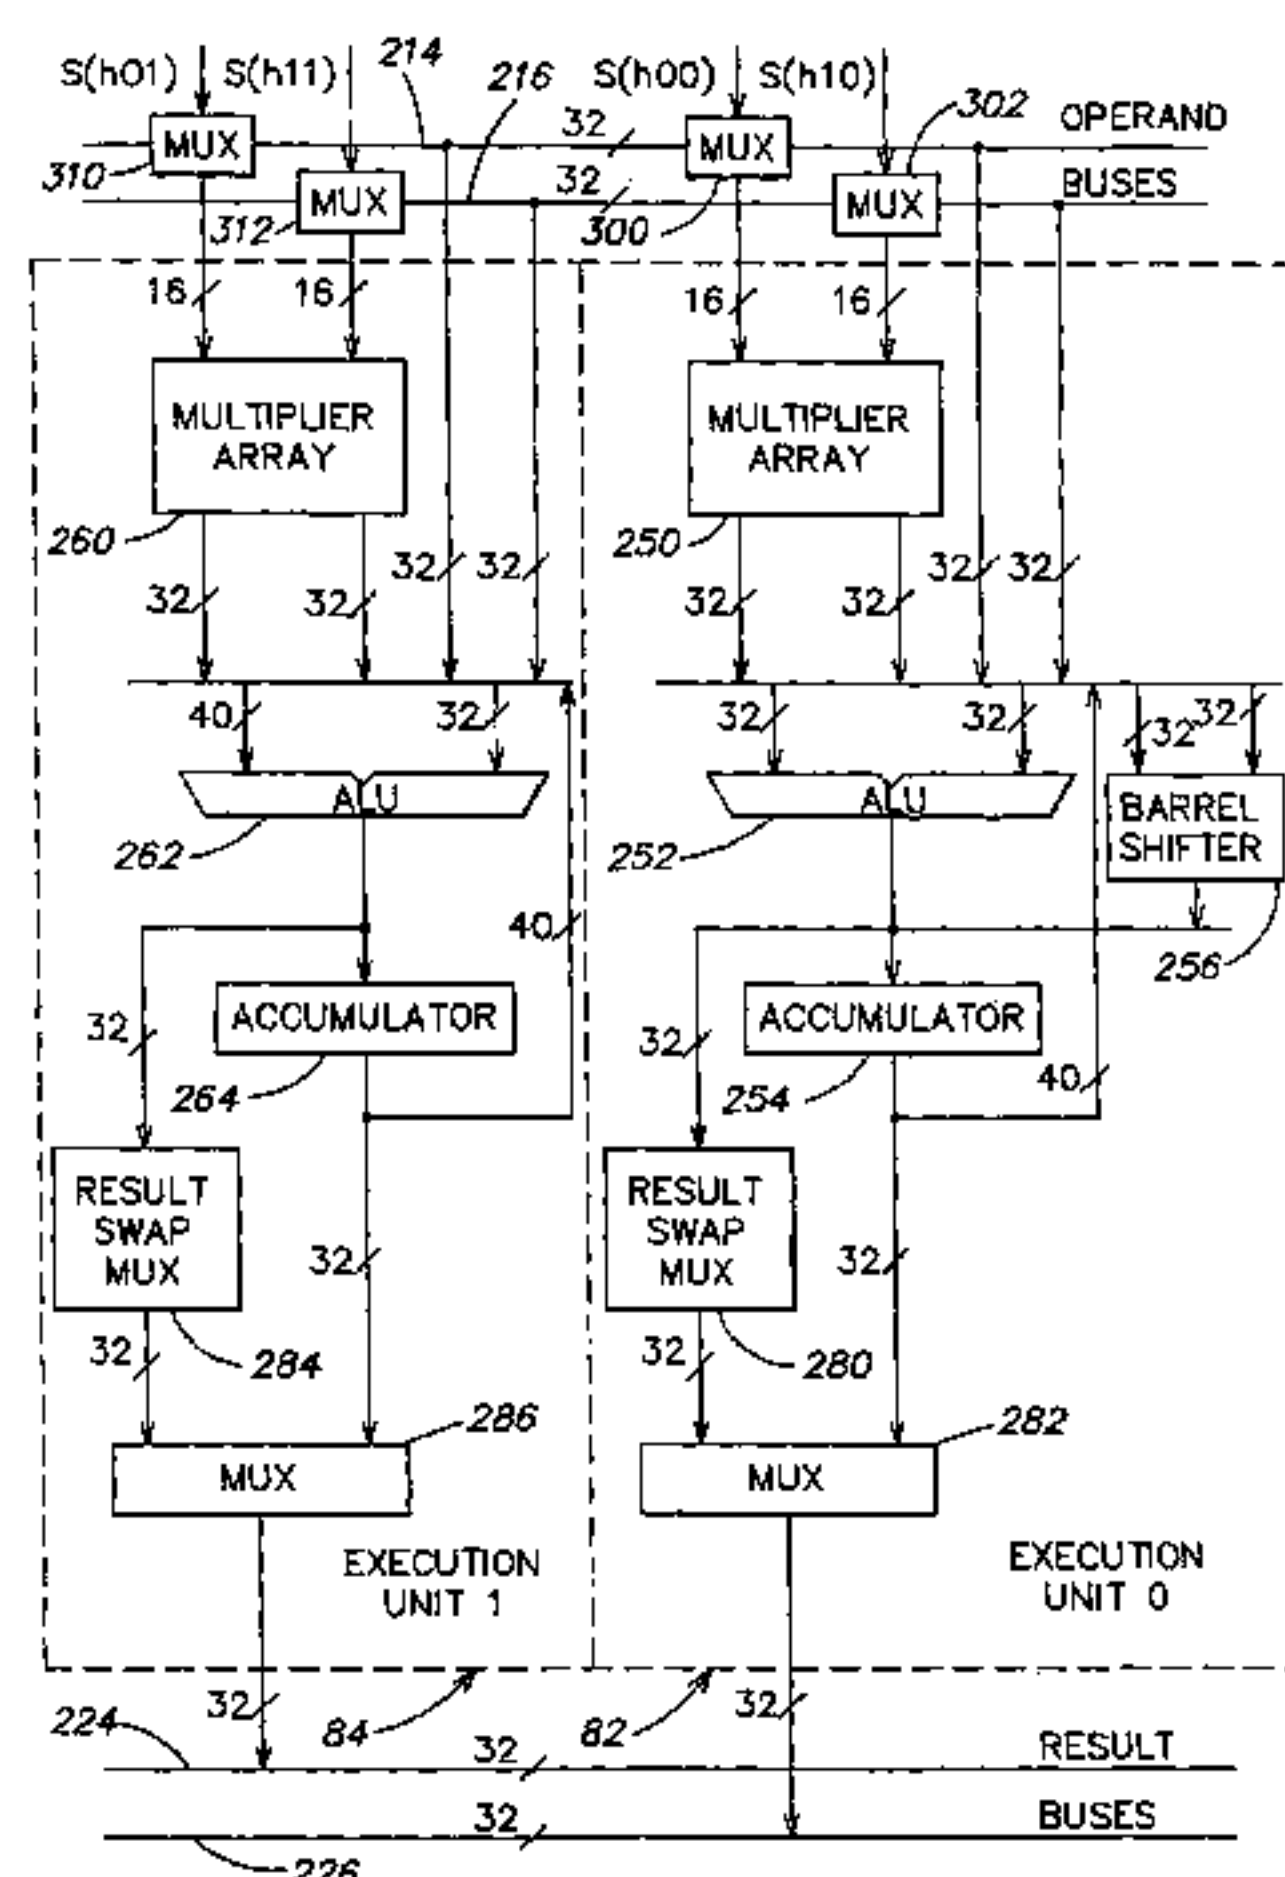 S(h01) S(h11) 214 216 S(h00) S(h10) 302 OPERAND
MUX 32 MUX
310 32 BUSES
MUX MUX
312 300
16 16 16 16
MULTIPLIER ARRAY MULTIPLIER ARRAY
260 250
32 32 32 32
32 32 32 32
40 32 32 32 32 32
ALU ALU BARREL SHIFTER
262 252
40 256
ACCUMULATOR ACCUMULATOR
32 32
264 254 40
RESULT SWAP MUX RESULT SWAP MUX
32 32
32 284 32 280
286 282
MUX MUX
EXECUTION UNIT 1 EXECUTION UNIT 0
32 32
224 84 82
32 RESULT
32 BUSES
226